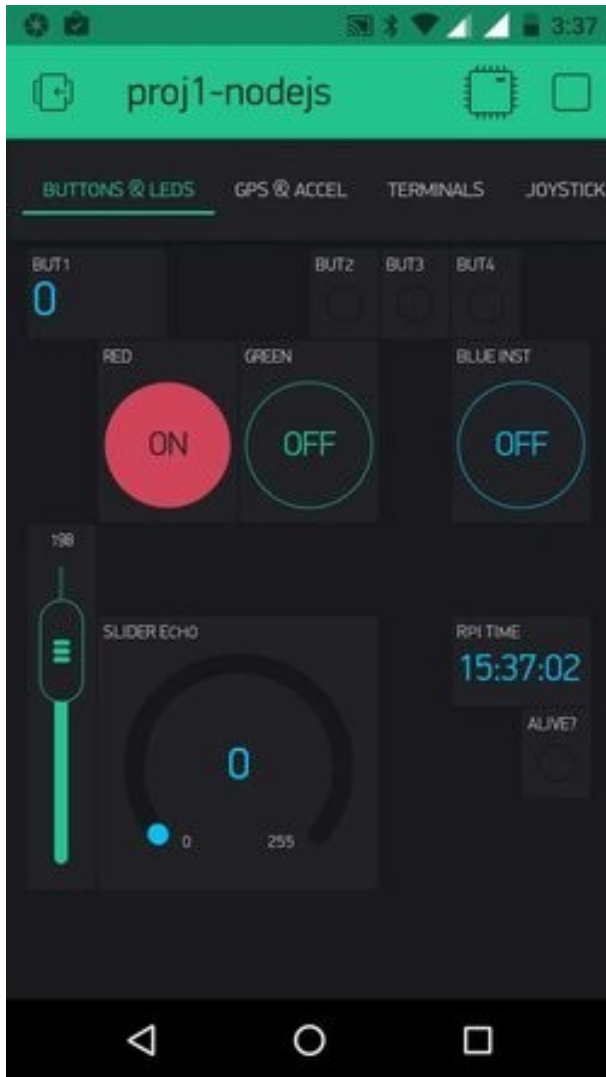 3:37
proj1-nodejs
BUTTONS & LEDS GPS & ACCEL TERMINALS JOYSTICK
BUT1 BUT2 BUT3 BUT4
0
RED GREEN BLUE INST
ON OFF OFF
198
SLIDER ECHO RPI TIME
15:37:02
ALIVE?
0
0 255